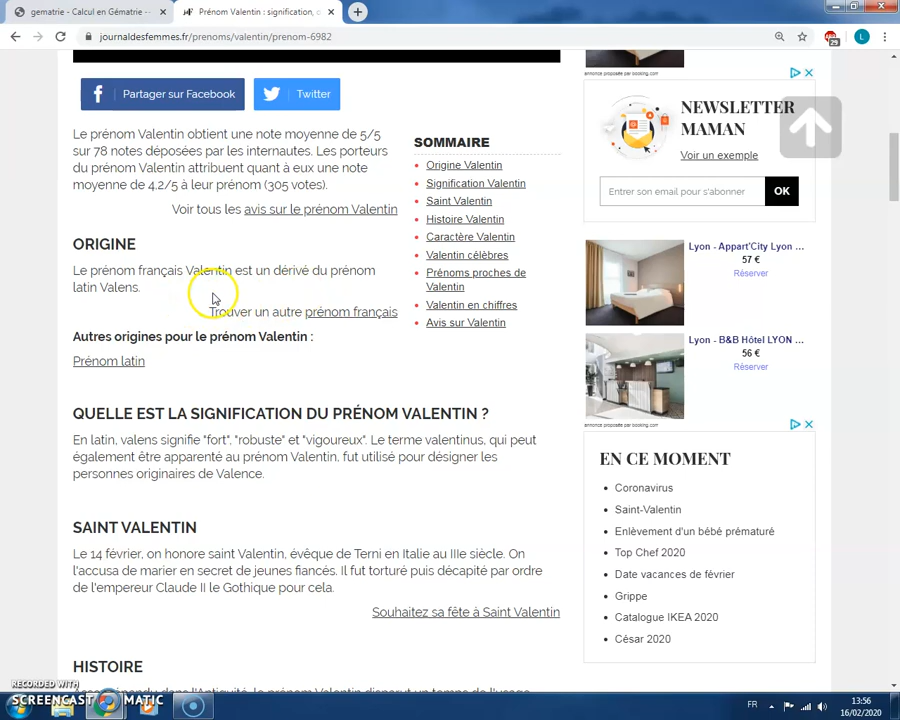 gematrie - Calcul en Gématrie -
Prénom Valentin : signification,
journaldesfemmes.fr/prenoms/valentin/prenom-6982
29
L
Partager sur Facebook
Twitter
Le prénom Valentin obtient une note moyenne de 5/5
sur 78 notes déposées par les internautes. Les porteurs
du prénom Valentin attribuent quant à eux une note
moyenne de 4,2/5 à leur prénom (305 votes).
Voir tous les avis sur le prénom Valentin
ORIGINE
Le prénom français Valentin est un dérivé du prénom
latin Valens.
Trouver un autre prénom français
Autres origines pour le prénom Valentin :
Prénom latin
SOMMAIRE
Origine Valentin
Signification Valentin
Saint Valentin
Histoire Valentin
Caractère Valentin
Valentin célèbres
Prénoms proches de
Valentin
Valentin en chiffres
Avis sur Valentin
QUELLE EST LA SIGNIFICATION DU PRÉNOM VALENTIN ?
En latin, valens signifie "fort", "robuste" et "vigoureux". Le terme valentinus, qui peut
également être apparenté au prénom Valentin, fut utilisé pour désigner les
personnes originaires de Valence.
SAINT VALENTIN
Le 14 février, on honore saint Valentin, évêque de Terni en Italie au IIIe siècle. On
l'accusa de marier en secret de jeunes fiancés. Il fut torturé puis décapité par ordre
de l'empereur Claude II le Gothique pour cela.
Souhaitez sa fête à Saint Valentin
HISTOIRE
annonce proposée par booking.com
NEWSLETTER
MAMAN
Voir un exemple
Entrer son email pour s'abonner
OK
Lyon - Appart'City Lyon ...
57 €
Réserver
Lyon - B&B Hôtel LYON ...
56 €
Réserver
annonce proposée par booking.com
EN CE MOMENT
Coronavirus
Saint-Valentin
Enlèvement d'un bébé prématuré
Top Chef 2020
Date vacances de février
Grippe
Catalogue IKEA 2020
César 2020
RECORDED WITH
SCREENCAST MATIC
FR
13:56
16/02/2020